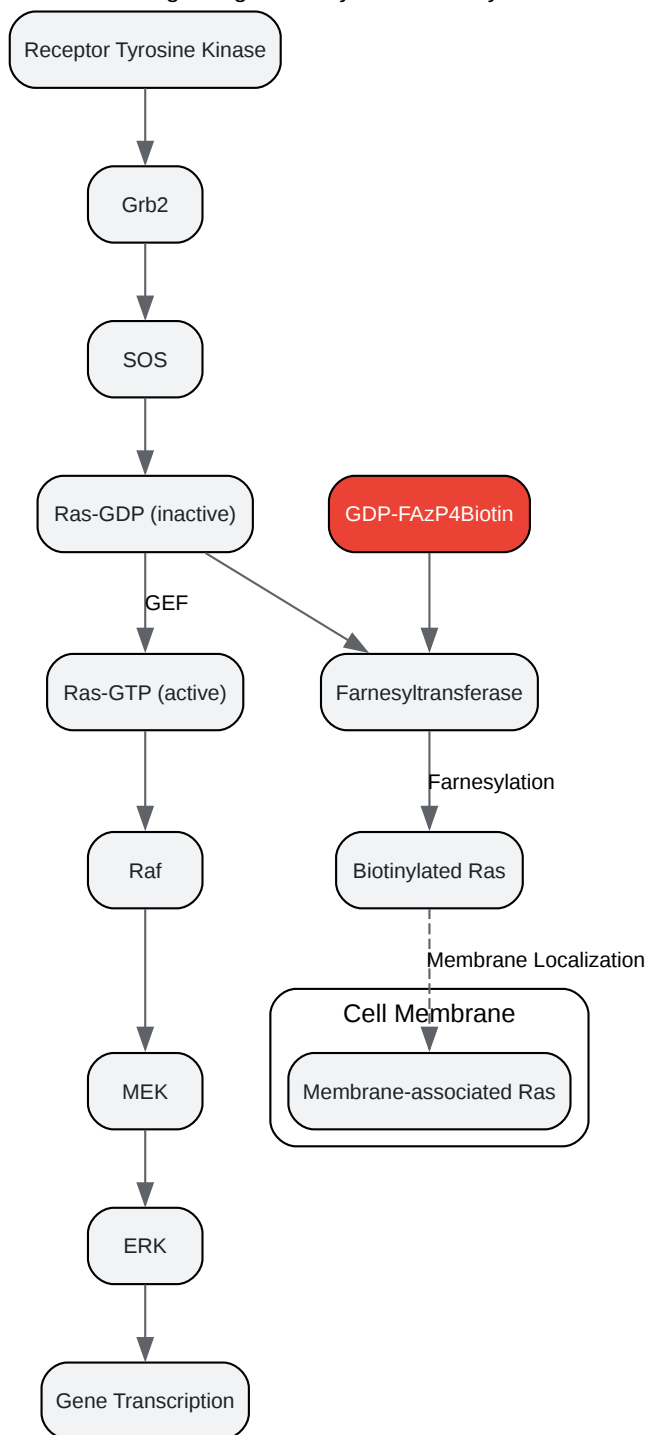 Receptor Tyrosine Kinase
Grb2
SOS
Ras-GDP (inactive)
GDP-FAzP4Biotin
GEF
Ras-GTP (active)
Farnesyltransferase
Farnesylation
Raf
Biotinylated Ras
Membrane Localization
Cell Membrane
MEK
Membrane-associated Ras
ERK
Gene Transcription